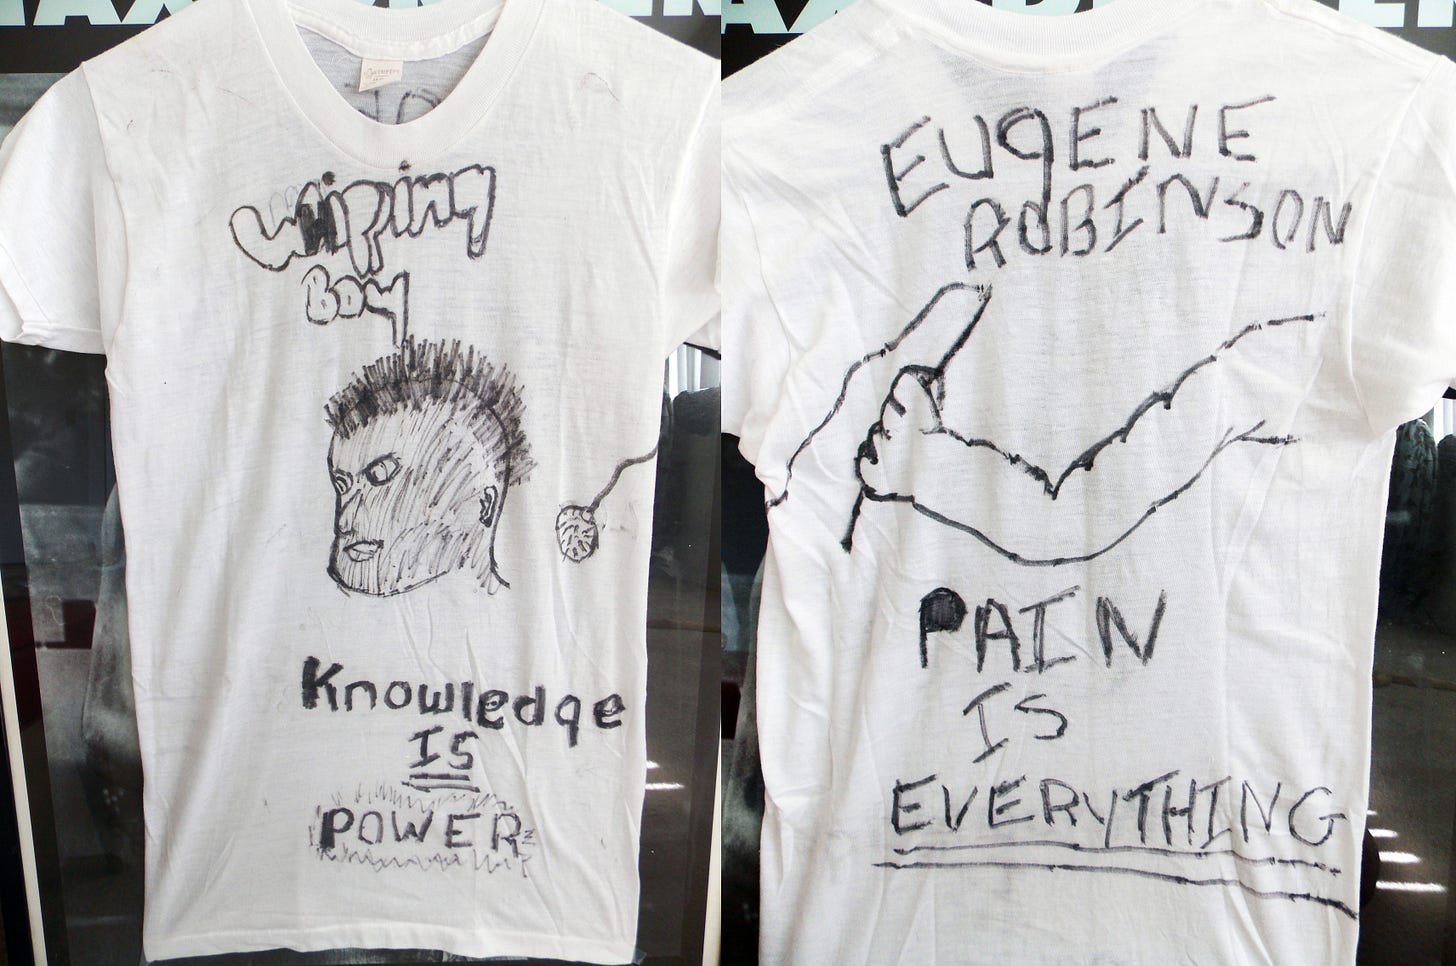 Whiping
Boy
Knowledge
IS
POWER
EUGENE
ROBINSON
PAIN
IS
EVERYTHING